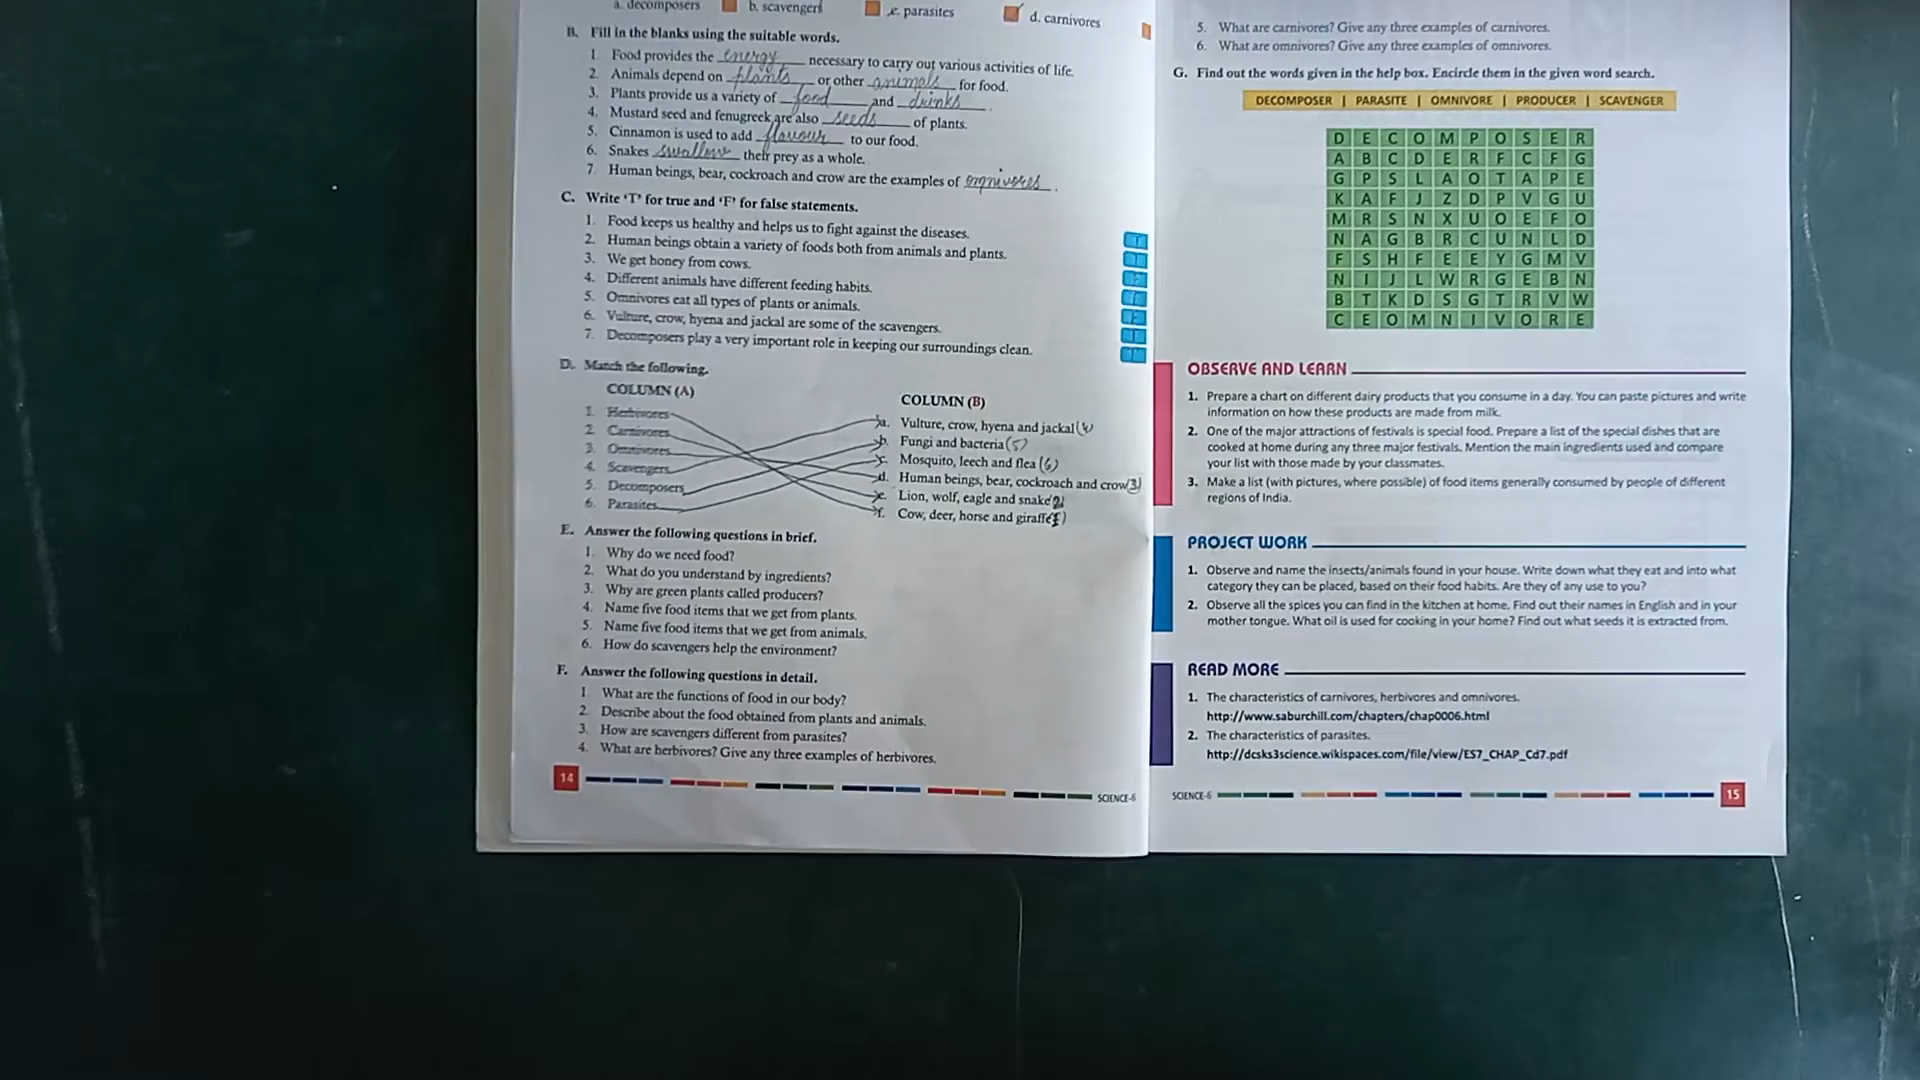 a. decomposers b. scavengers c. parasites d. carnivores
B. Fill in the blanks using the suitable words.
1. Food provides the energy necessary to carry out various activities of life.
2. Animals depend on plants or other animals for food.
3. Plants provide us a variety of food and drinks.
4. Mustard seed and fenugreek are also seeds of plants.
5. Cinnamon is used to add flavour to our food.
6. Snakes swallow their prey as a whole.
7. Human beings, bear, cockroach and crow are the examples of omnivores.
C. Write 'T' for true and 'F' for false statements.
1. Food keeps us healthy and helps us to fight against the diseases. T
2. Human beings obtain a variety of foods both from animals and plants. T
3. We get honey from cows.
4. Different animals have different feeding habits.
5. Omnivores eat all types of plants or animals.
6. Vulture, crow, hyena and jackal are some of the scavengers.
7. Decomposers play a very important role in keeping our surroundings clean.
D. Match the following.
COLUMN (A) COLUMN (B)
1. Herbivores a. Vulture, crow, hyena and jackal (4)
2. Carnivores b. Fungi and bacteria (5)
3. Omnivores c. Mosquito, leech and flea (6)
4. Scavengers d. Human beings, bear, cockroach and crow (3)
5. Decomposers e. Lion, wolf, eagle and snake 2)
6. Parasites f. Cow, deer, horse and giraffe 1)
E. Answer the following questions in brief.
1. Why do we need food?
2. What do you understand by ingredients?
3. Why are green plants called producers?
4. Name five food items that we get from plants.
5. Name five food items that we get from animals.
6. How do scavengers help the environment?
F. Answer the following questions in detail.
1. What are the functions of food in our body?
2. Describe about the food obtained from plants and animals.
3. How are scavengers different from parasites?
4. What are herbivores? Give any three examples of herbivores.
14 SCIENCE-6
5. What are carnivores? Give any three examples of carnivores.
6. What are omnivores? Give any three examples of omnivores.
G. Find out the words given in the help box. Encircle them in the given word search.
DECOMPOSER | PARASITE | OMNIVORE | PRODUCER | SCAVENGER
D E C O M P O S E R
A B C D E R F C F G
G P S L A O T A P E
K A F J Z D P V G U
M R S N X U O E F O
N A G B R C U N L D
F S H F E E Y G M V
N I J L W R G E B N
B T K D S G T R V W
C E O M N I V O R E
OBSERVE AND LEARN
1. Prepare a chart on different dairy products that you consume in a day. You can paste pictures and write
information on how these products are made from milk.
2. One of the major attractions of festivals is special food. Prepare a list of the special dishes that are
cooked at home during any three major festivals. Mention the main ingredients used and compare
your list with those made by your classmates.
3. Make a list (with pictures, where possible) of food items generally consumed by people of different
regions of India.
PROJECT WORK
1. Observe and name the insects/animals found in your house. Write down what they eat and into what
category they can be placed, based on their food habits. Are they of any use to you?
2. Observe all the spices you can find in the kitchen at home. Find out their names in English and in your
mother tongue. What oil is used for cooking in your home? Find out what seeds it is extracted from.
READ MORE
1. The characteristics of carnivores, herbivores and omnivores.
http://www.saburchill.com/chapters/chap0006.html
2. The characteristics of parasites.
http://dcsks3science.wikispaces.com/file/view/ES7_CHAP_Cd7.pdf
SCIENCE-6 15